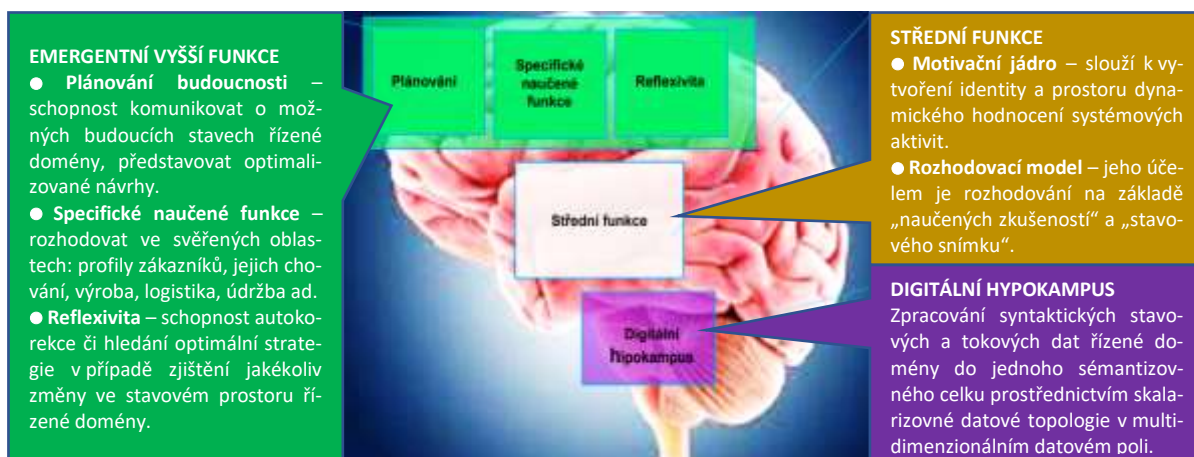 EMERGENTNÍ VYŠŠÍ FUNKCE
● Plánování budoucnosti –
schopnost komunikovat o mož-
ných budoucích stavech řízené
domény, představovat optimali-
zované návrhy.
● Specifické naučené funkce –
rozhodovat ve svěřených oblas-
tech: profily zákazníků, jejich cho-
vání, výroba, logistika, údržba ad.
● Reflexivita – schopnost autoko-
rekce či hledání optimální strate-
gie v případě zjištění jakékoliv
změny ve stavovém prostoru ří-
zené domény.
Plánování
Specifické
naučené
funkce
Reflexivita
Střední funkce
Digitální
hipokampus
STŘEDNÍ FUNKCE
● Motivační jádro – slouží k vy-
tvoření identity a prostoru dyna-
mického hodnocení systémových
aktivit.
● Rozhodovací model – jeho úče-
lem je rozhodování na základě
„naučených zkušeností“ a „stavo-
vého snímku“.
DIGITÁLNÍ HYPOKAMPUS
Zpracování syntaktických stavo-
vých a tokových dat řízené do-
mény do jednoho sémantizov-
ného celku prostřednictvím skala-
rizovné datové topologie v multi-
dimenzionálním datovém poli.